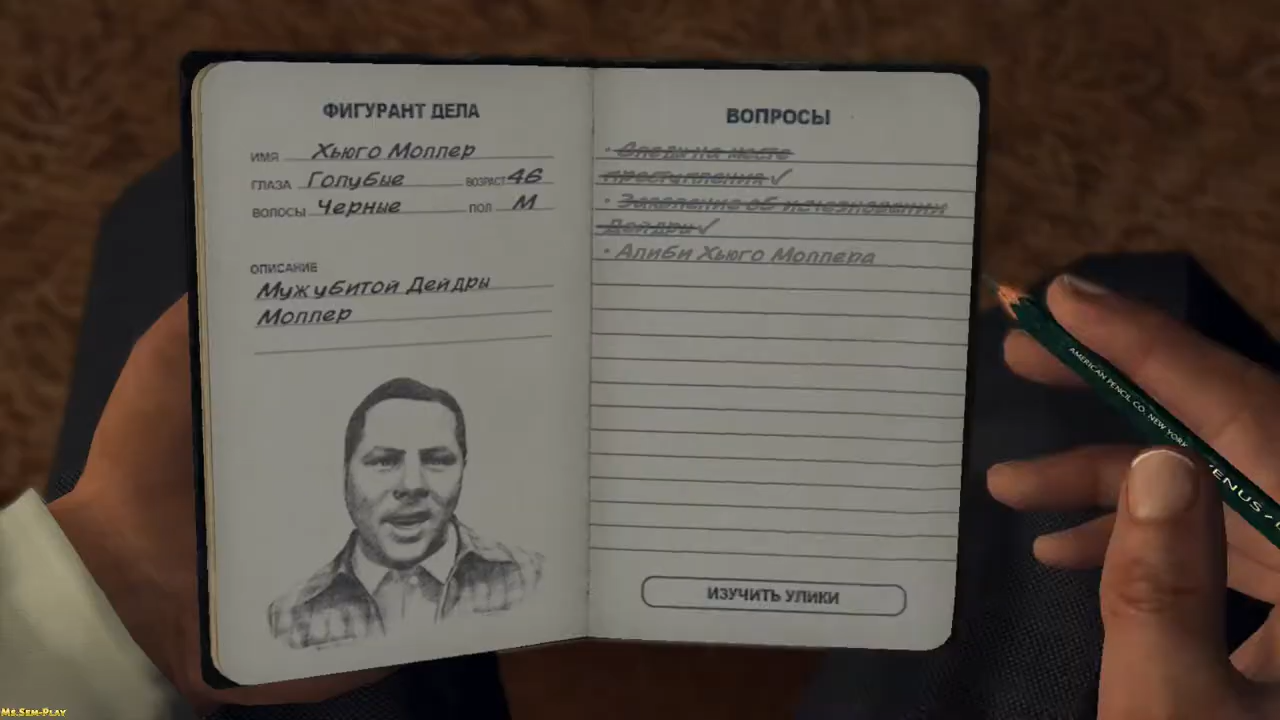 ФИГУРАНТ ДЕЛА
ИМЯ Хьюго Моллер
ГЛАЗА Голубые ВОЗРАСТ 46
ВОЛОСЫ Черные ПОЛ М
ОПИСАНИЕ
Муж убитой Дейдры
Моллер
ВОПРОСЫ
• Следы на месте
преступления ✓
• Заявление об исчезновении
Дейдры ✓
• Алиби Хьюго Моллера
ИЗУЧИТЬ УЛИКИ
AMERICAN PENCIL CO. NEW YORK
VENUS
Ms.Sem-Play